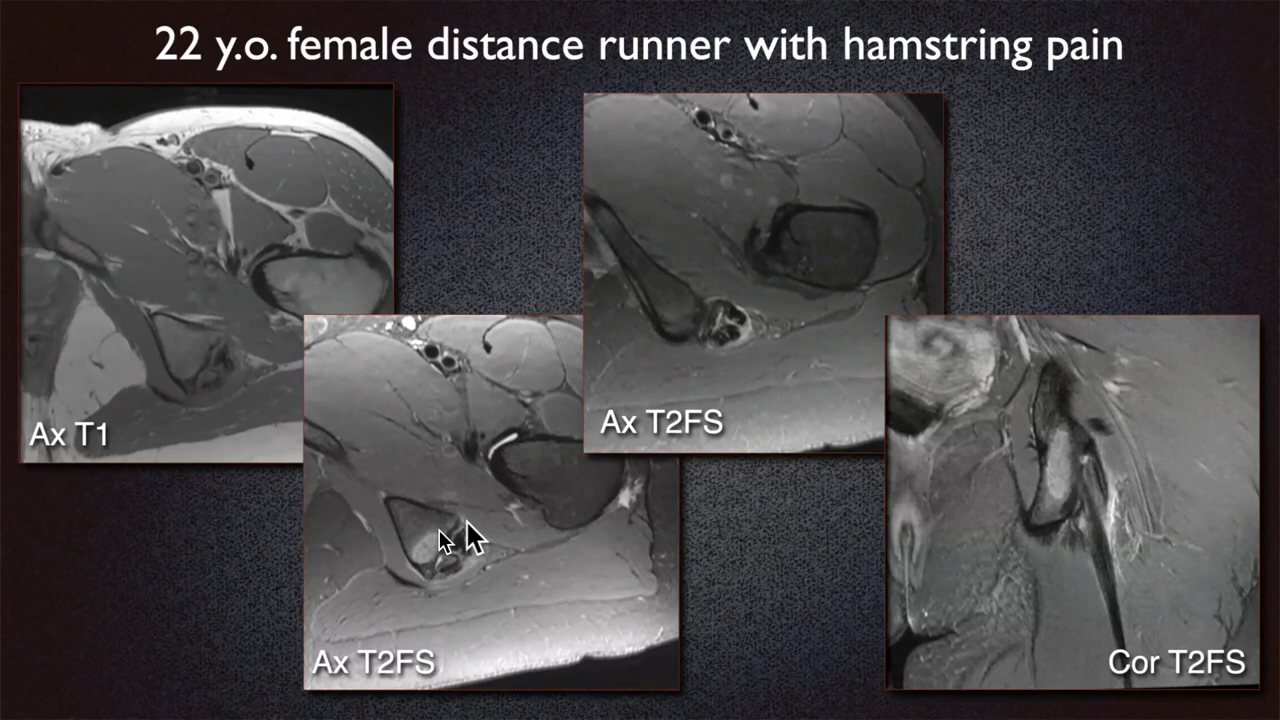 22 y.o. female distance runner with hamstring pain
Ax T1
Ax T2FS
Ax T2FS
Cor T2FS